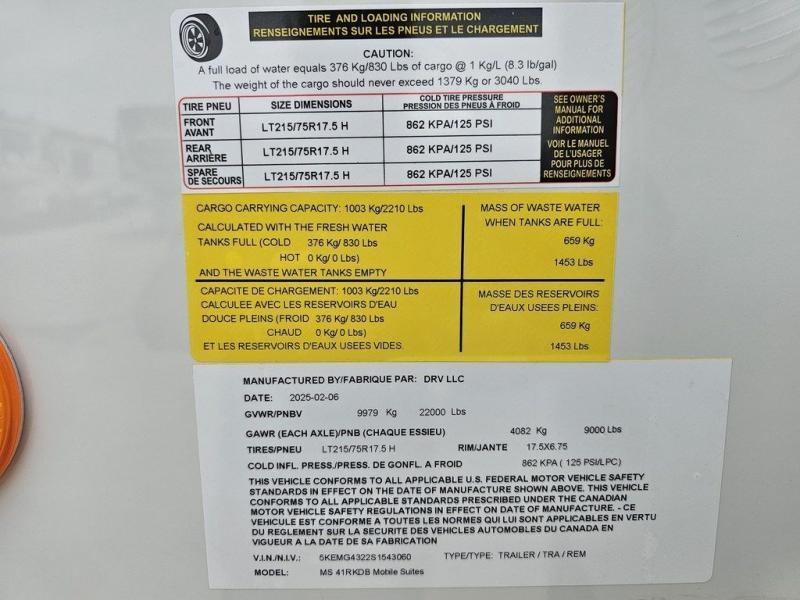 TIRE AND LOADING INFORMATION
RENSEIGNEMENTS SUR LES PNEUS ET LE CHARGEMENT
CAUTION:
A full load of water equals 376 Kg/830 Lbs of cargo @ 1 Kg/L (8.3 lb/gal)
The weight of the cargo should never exceed 1379 Kg or 3040 Lbs.
TIRE PNEU SIZE DIMENSIONS COLD TIRE PRESSURE
PRESSION DES PNEUS À FROID
FRONT
AVANT LT215/75R17.5 H 862 KPA/125 PSI
REAR
ARRIÈRE LT215/75R17.5 H 862 KPA/125 PSI
SPARE
DE SECOURS LT215/75R17.5 H 862 KPA/125 PSI
SEE OWNER'S
MANUAL FOR
ADDITIONAL
INFORMATION
VOIR LE MANUEL
DE L'USAGER
POUR PLUS DE
RENSEIGNEMENTS
CARGO CARRYING CAPACITY: 1003 Kg/2210 Lbs
CALCULATED WITH THE FRESH WATER
TANKS FULL (COLD 376 Kg/ 830 Lbs
HOT 0 Kg/ 0 Lbs)
AND THE WASTE WATER TANKS EMPTY
MASS OF WASTE WATER
WHEN TANKS ARE FULL:
659 Kg
1453 Lbs
CAPACITE DE CHARGEMENT: 1003 Kg/2210 Lbs
CALCULEE AVEC LES RESERVOIRS D'EAU
DOUCE PLEINS (FROID 376 Kg/ 830 Lbs
CHAUD 0 Kg/ 0 Lbs)
ET LES RESERVOIRS D'EAUX USEES VIDES.
MASSE DES RESERVOIRS
D'EAUX USEES PLEINS:
659 Kg
1453 Lbs
MANUFACTURED BY/FABRIQUE PAR: DRV LLC
DATE: 2025-02-06
GVWR/PNBV 9979 Kg 22000 Lbs
GAWR (EACH AXLE)/PNB (CHAQUE ESSIEU) 4082 Kg 9000 Lbs
TIRES/PNEU LT215/75R17.5 H RIM/JANTE 17.5X6.75
COLD INFL. PRESS/PRESS. DE GONFL. A FROID 862 KPA ( 125 PSI/LPC)
THIS VEHICLE CONFORMS TO ALL APPLICABLE U.S. FEDERAL MOTOR VEHICLE SAFETY
STANDARDS IN EFFECT ON THE DATE OF MANUFACTURE SHOWN ABOVE. THIS VEHICLE
CONFORMS TO ALL APPLICABLE STANDARDS PRESCRIBED UNDER THE CANADIAN
MOTOR VEHICLE SAFETY REGULATIONS IN EFFECT ON DATE OF MANUFACTURE. - CE
VEHICULE EST CONFORME A TOUTES LES NORMES QUI LUI SONT APPLICABLES EN VERTU
DU REGLEMENT SUR LA SECURITE DES VEHICULES AUTOMOBILES DU CANADA EN
VIGUEUR A LA DATE DE SA FABRICATION
V.I.N./N.I.V.: 5KEMG4322S1543060 TYPE/TYPE: TRAILER / TRA / REM
MODEL: MS 41RKDB Mobile Suites